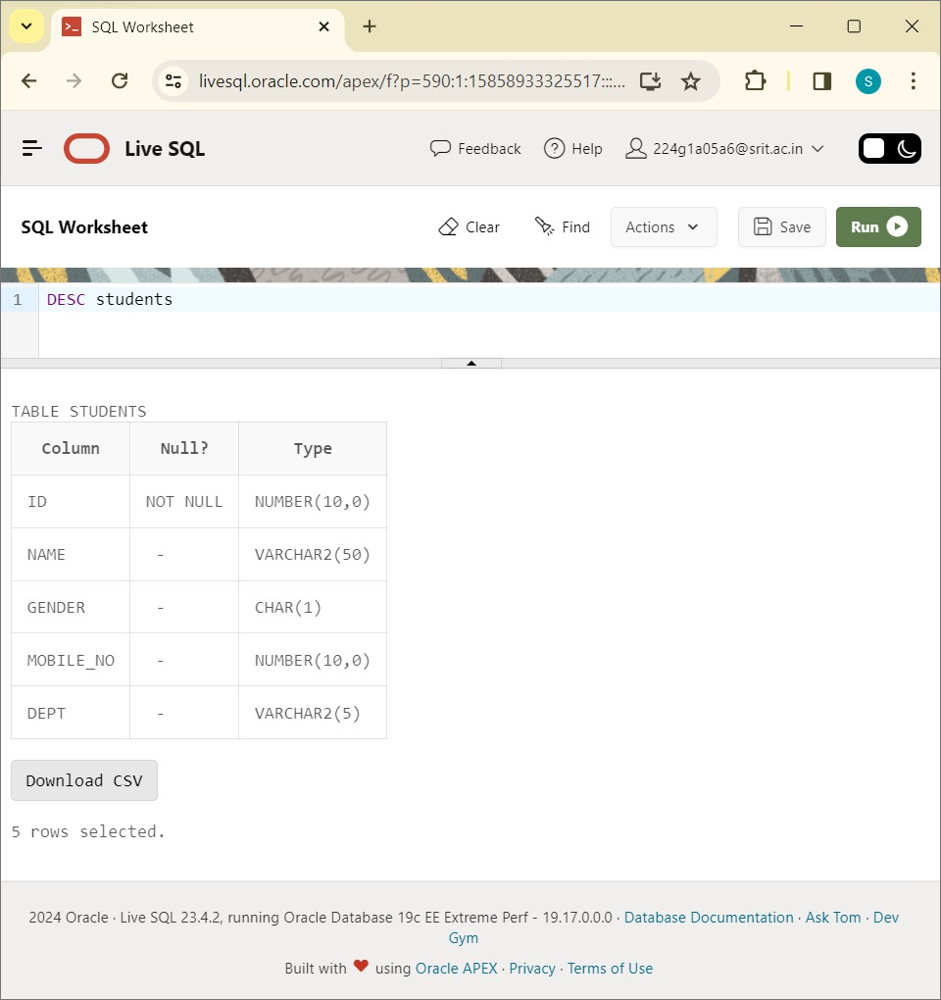 SQL Worksheet
livesql.oracle.com/apex/f?p=590:1:15858933325517:::...
S
Live SQL
Feedback
Help
224g1a05a6@srit.ac.in
SQL Worksheet
Clear
Find
Actions
Save
Run
1 DESC students
TABLE STUDENTS
Column Null? Type
ID NOT NULL NUMBER(10,0)
NAME - VARCHAR2(50)
GENDER - CHAR(1)
MOBILE_NO - NUMBER(10,0)
DEPT - VARCHAR2(5)
Download CSV
5 rows selected.
2024 Oracle · Live SQL 23.4.2, running Oracle Database 19c EE Extreme Perf - 19.17.0.0.0 · Database Documentation · Ask Tom · Dev
Gym
Built with ❤ using Oracle APEX · Privacy · Terms of Use